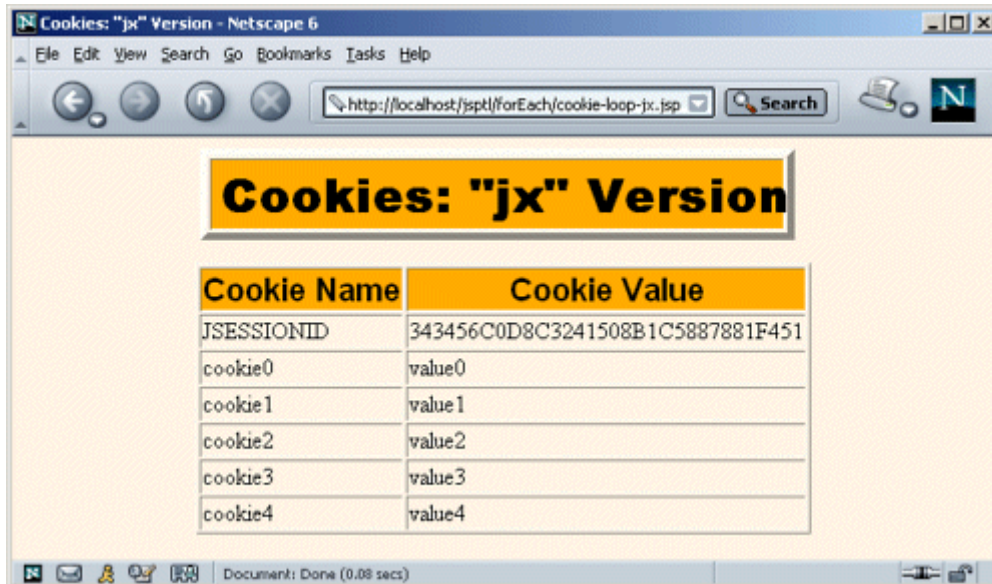 Cookies: "jx" Version - Netscape 6
File Edit View Search Go Bookmarks Tasks Help
http://localhost/jsptl/forEach/cookie-loop-jx.jsp Search N
Cookies: "jx" Version
Cookie Name Cookie Value
JSESSIONID 343456C0D8C3241508B1C5887881F451
cookie0 value0
cookie1 value1
cookie2 value2
cookie3 value3
cookie4 value4
Document: Done (0.08 secs)